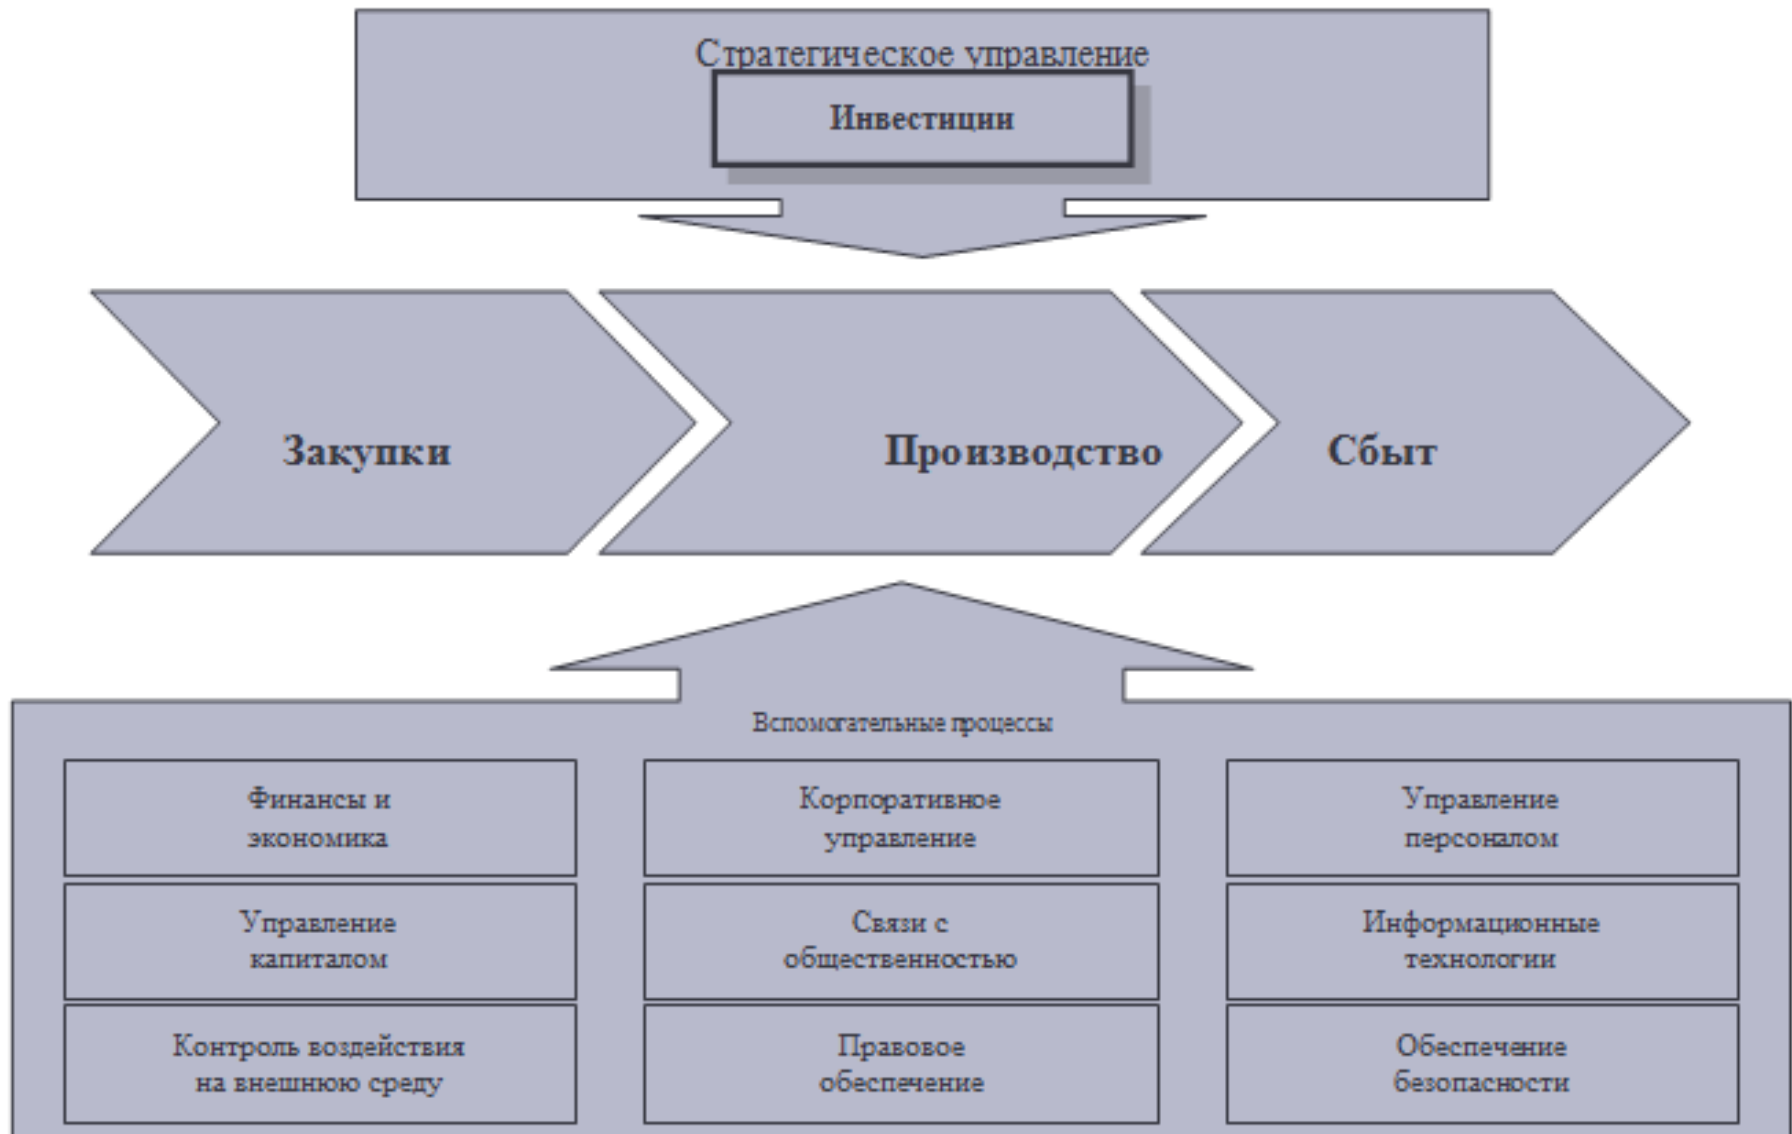 Стратегическое управление
Инвестиции
Закупки
Производство
Сбыт
Вспомогательные процессы
Финансы и
экономика
Корпоративное
управление
Управление
персоналом
Управление
капиталом
Связи с
общественностью
Информационные
технологии
Контроль воздействия
на внешнюю среду
Правовое
обеспечение
Обеспечение
безопасности